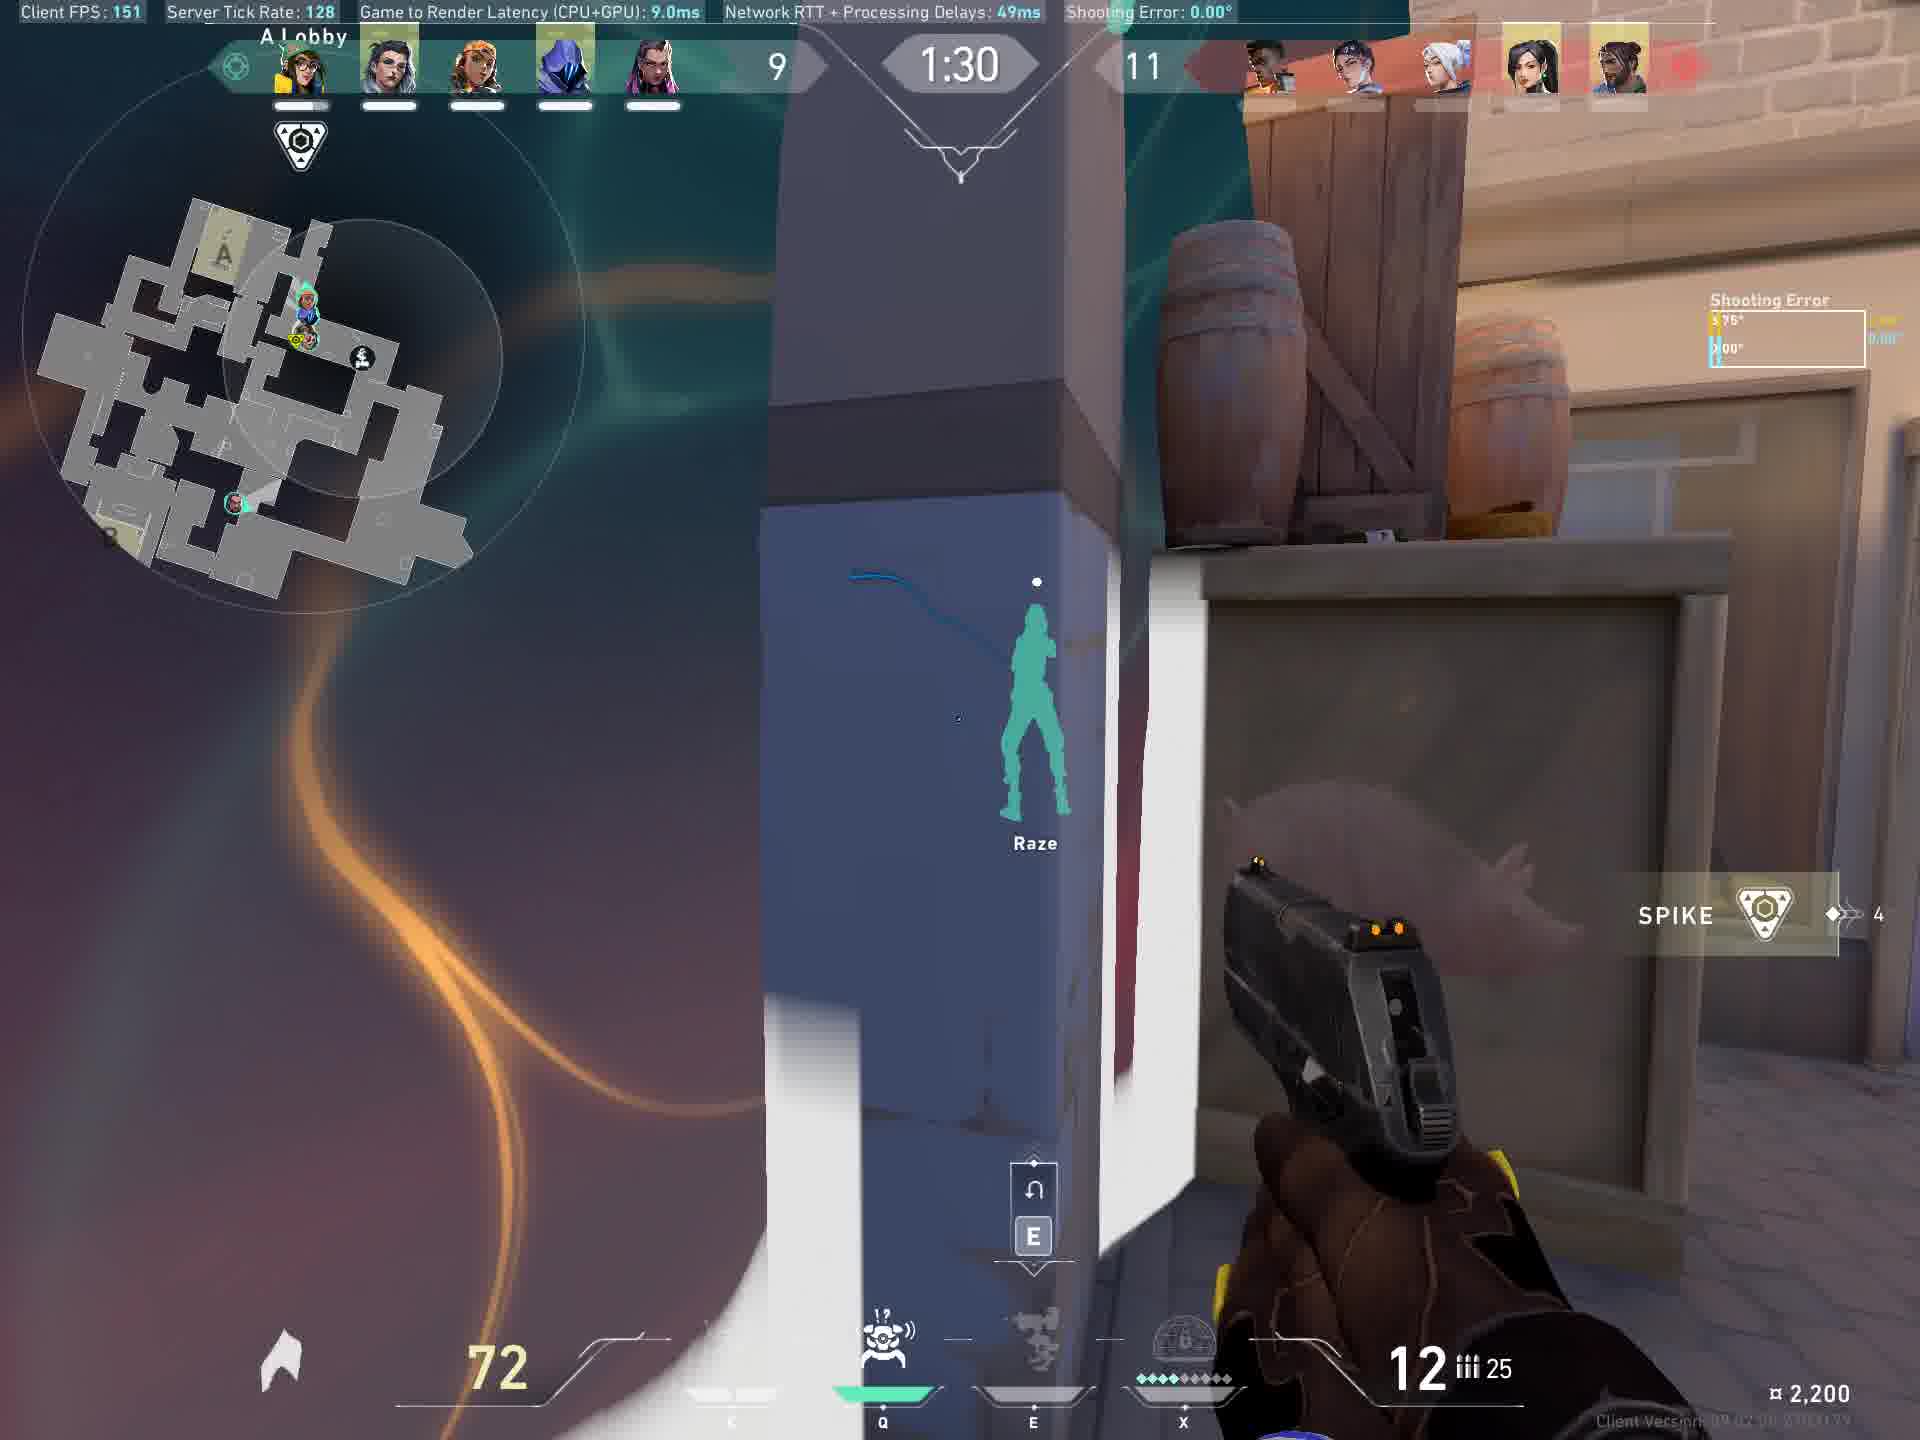 Client FPS: 151 Server Tick Rate: 128 Game to Render Latency (CPU+GPU): 9.0ms Network RTT + Processing Delays: 49ms Shooting Error: 0.00°
A Lobby
9 1:30 11
A
B
Shooting Error
0.00°
Raze
SPIKE 4
E
72
12 25
¤ 2,200
Q E X